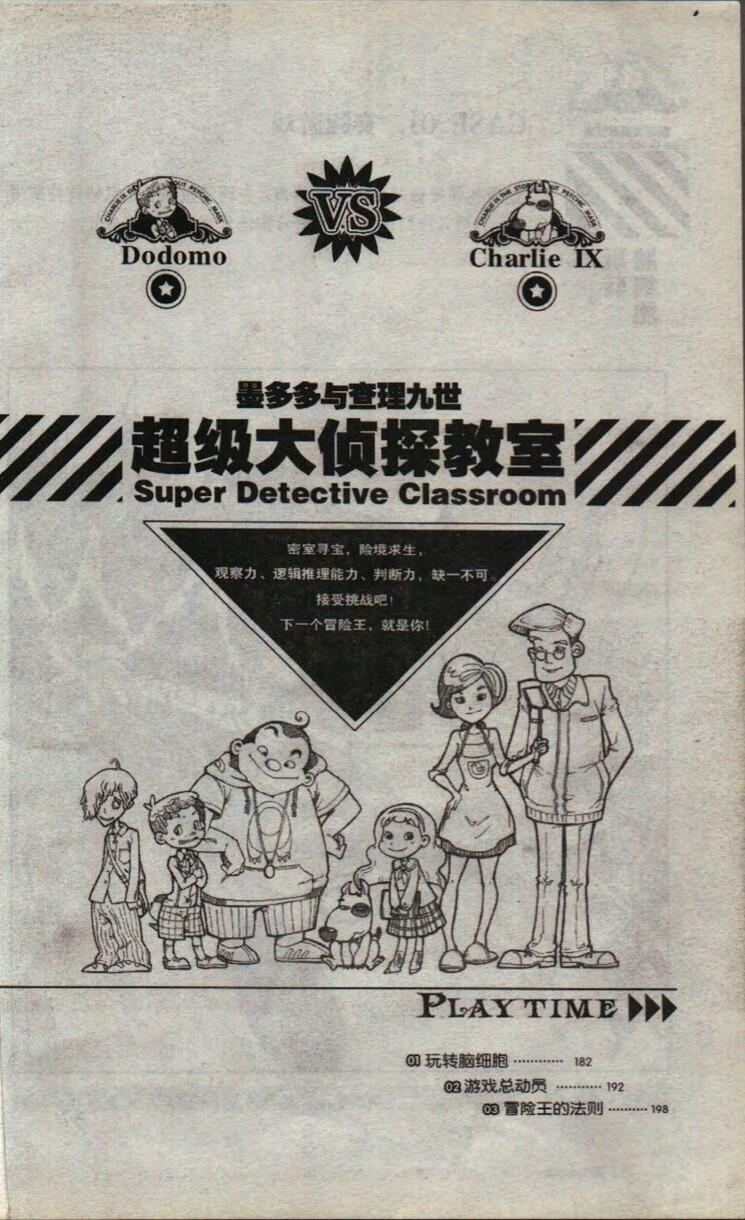 Dodomo
VS
Charlie IX
墨多多与查理九世
超级大侦探教室
Super Detective Classroom
密室寻宝，险境求生，
观察力、逻辑推理能力、判断力，缺一不可。
接受挑战吧！
下一个冒险王，就是你！
PLAY TIME
01 玩转脑细胞 ············ 182
02 游戏总动员 ··········· 192
03 冒险王的法则 ·········· 198